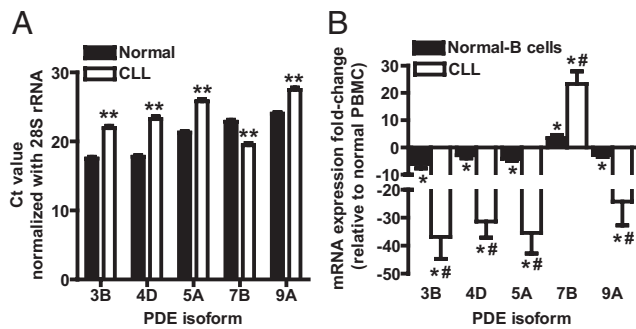 A
Normal
CLL
Ct value
normalized with 28S rRNA
30
20
10
0
**
**
**
**
**
3B
4D
5A
7B
9A
PDE isoform
B
Normal-B cells
CLL
mRNA expression fold-change
(relative to normal PBMC)
30
20
10
0
-10
-20
-30
-40
-50
*
*
*
*
*
*#
*#
*#
*#
*#
3B
4D
5A
7B
9A
PDE isoform